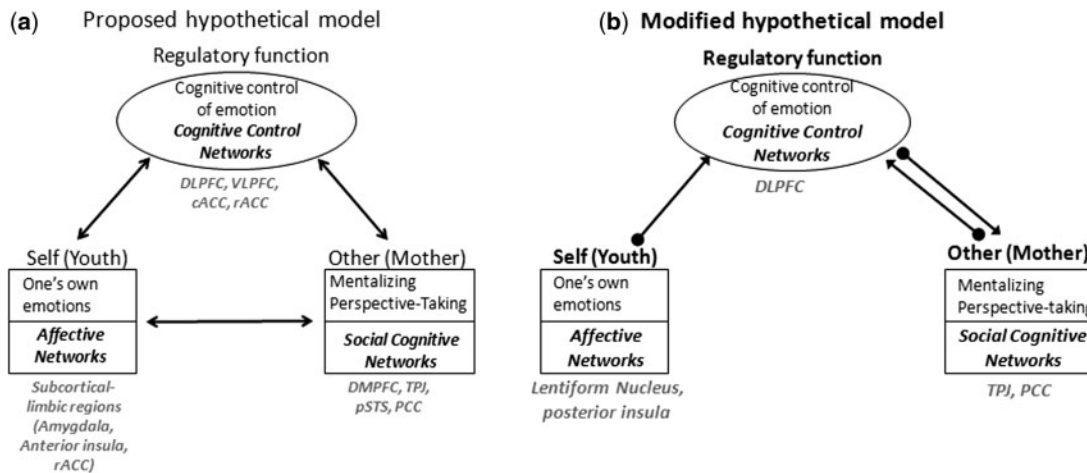 (a) Proposed hypothetical model
Regulatory function
Cognitive control
of emotion
Cognitive Control
Networks
DLPFC, VLPFC,
cACC, rACC
Self (Youth)
One's own
emotions
Affective
Networks
Subcortical-
limbic regions
(Amygdala,
Anterior insula,
rACC)
Other (Mother)
Mentalizing
Perspective-Taking
Social Cognitive
Networks
DMPFC, TPJ,
pSTS, PCC
(b) Modified hypothetical model
Regulatory function
Cognitive control
of emotion
Cognitive Control
Networks
DLPFC
Self (Youth)
One's own
emotions
Affective
Networks
Lentiform Nucleus,
posterior insula
Other (Mother)
Mentalizing
Perspective-taking
Social Cognitive
Networks
TPJ, PCC